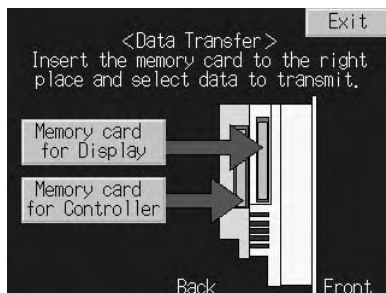 Exit
<Data Transfer>
Insert the memory card to the right
place and select data to transmit.
Memory card
for Display
Memory card
for Controller
Back
Front